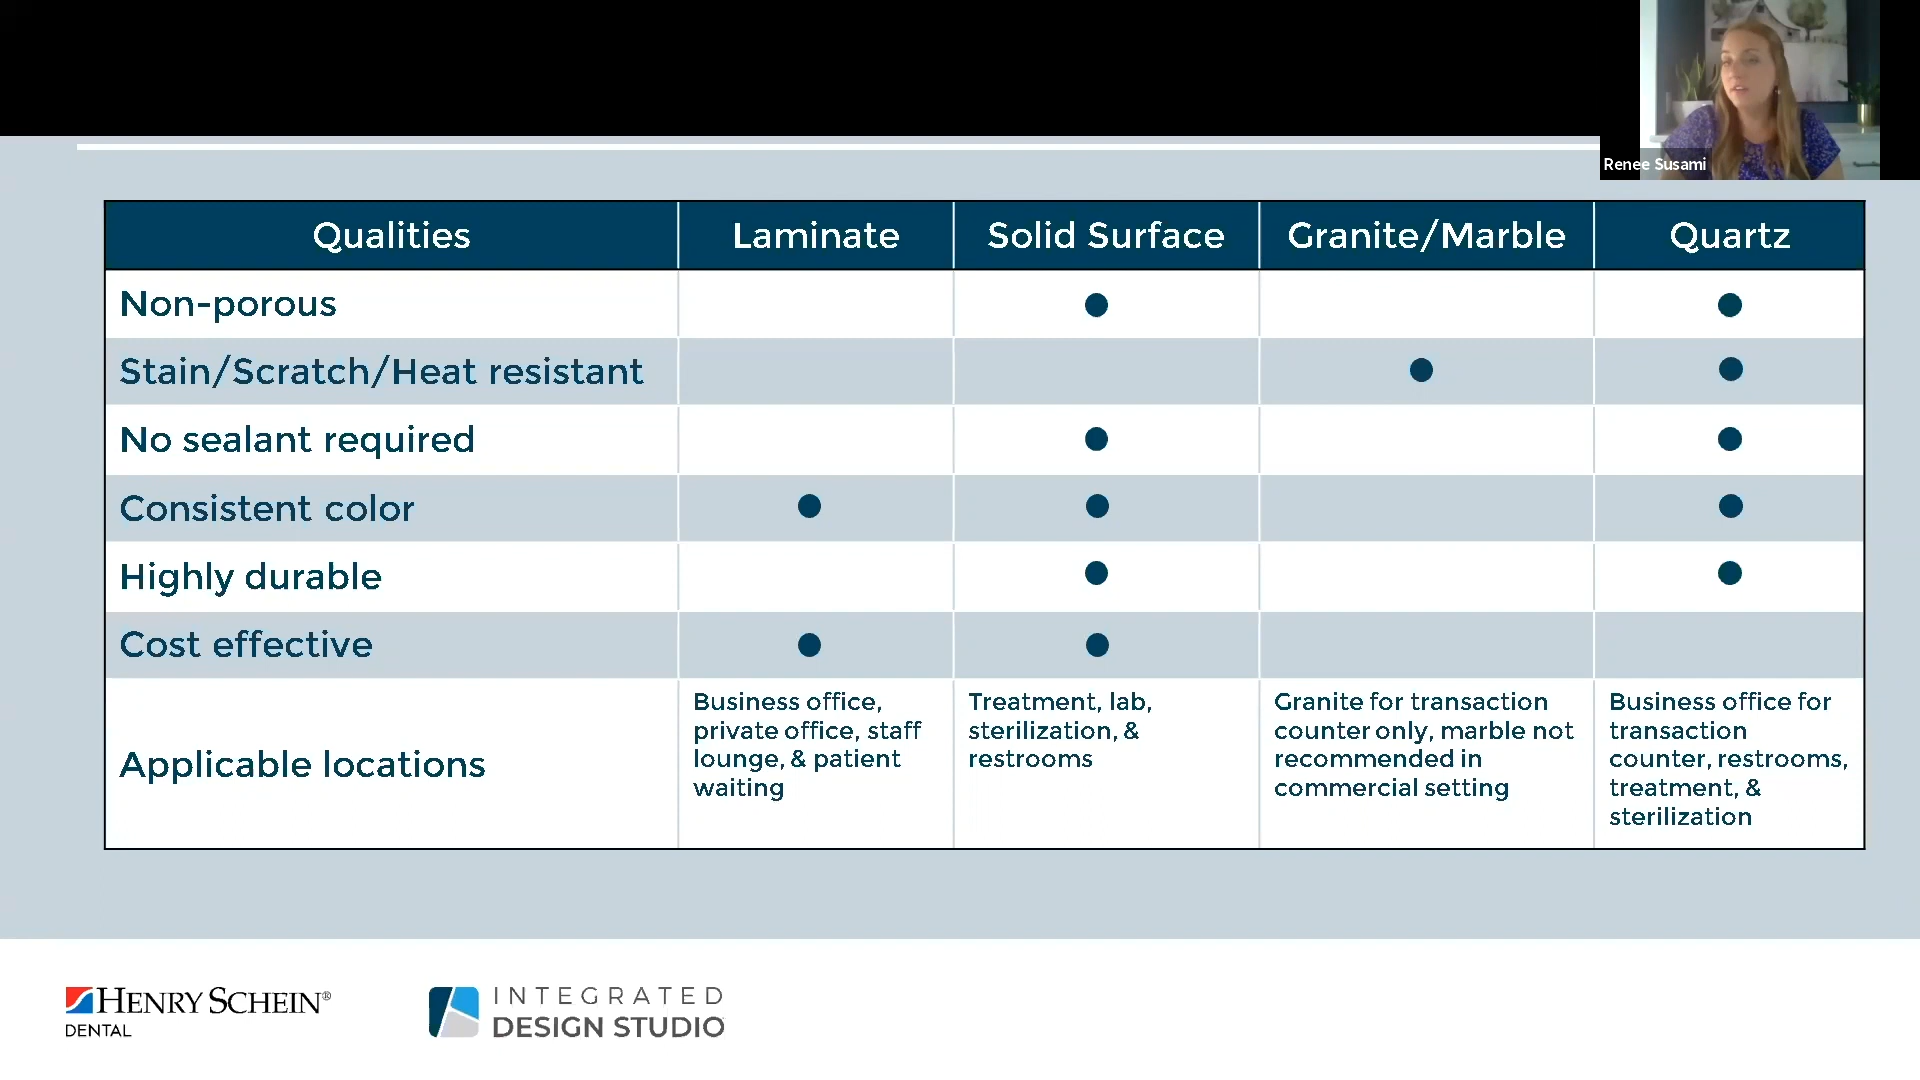 Renee Susami
Qualities Laminate Solid Surface Granite/Marble Quartz
Non-porous
Stain/Scratch/Heat resistant
No sealant required
Consistent color
Highly durable
Cost effective
Applicable locations
Business office,
private office, staff
lounge, & patient
waiting
Treatment, lab,
sterilization, &
restrooms
Granite for transaction
counter only, marble not
recommended in
commercial setting
Business office for
transaction
counter, restrooms,
treatment, &
sterilization
HENRY SCHEIN®
DENTAL
INTEGRATED
DESIGN STUDIO